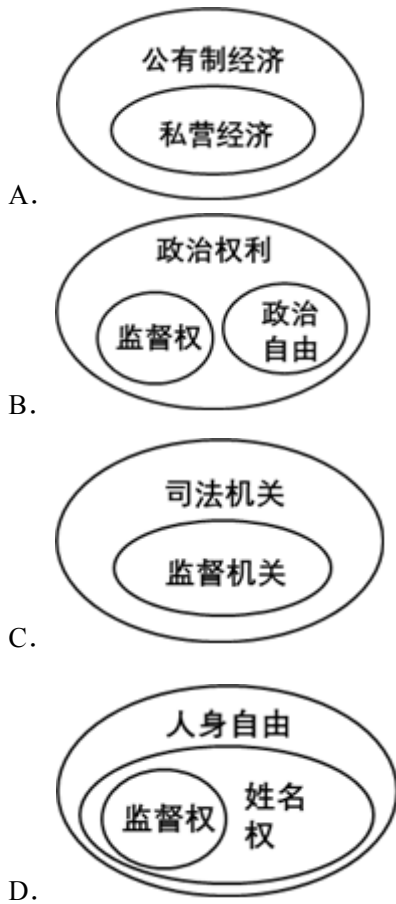 公有制经济
私营经济
A．
政治权利
监督权
政治
自由
B．
司法机关
监督机关
C．
人身自由
监督权
姓名
权
D．